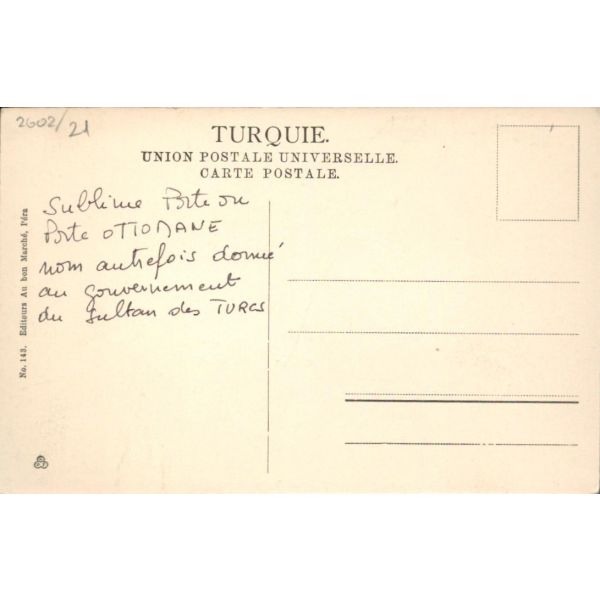 2602/21
TURQUIE.
UNION POSTALE UNIVERSELLE.
CARTE POSTALE.
Sublime Porte ou
Porte OTTOMANE
nom autrefois donné
au gouvernement
du Sultan des TURCS
No. 143. Editeurs Au bon Marché, Péra